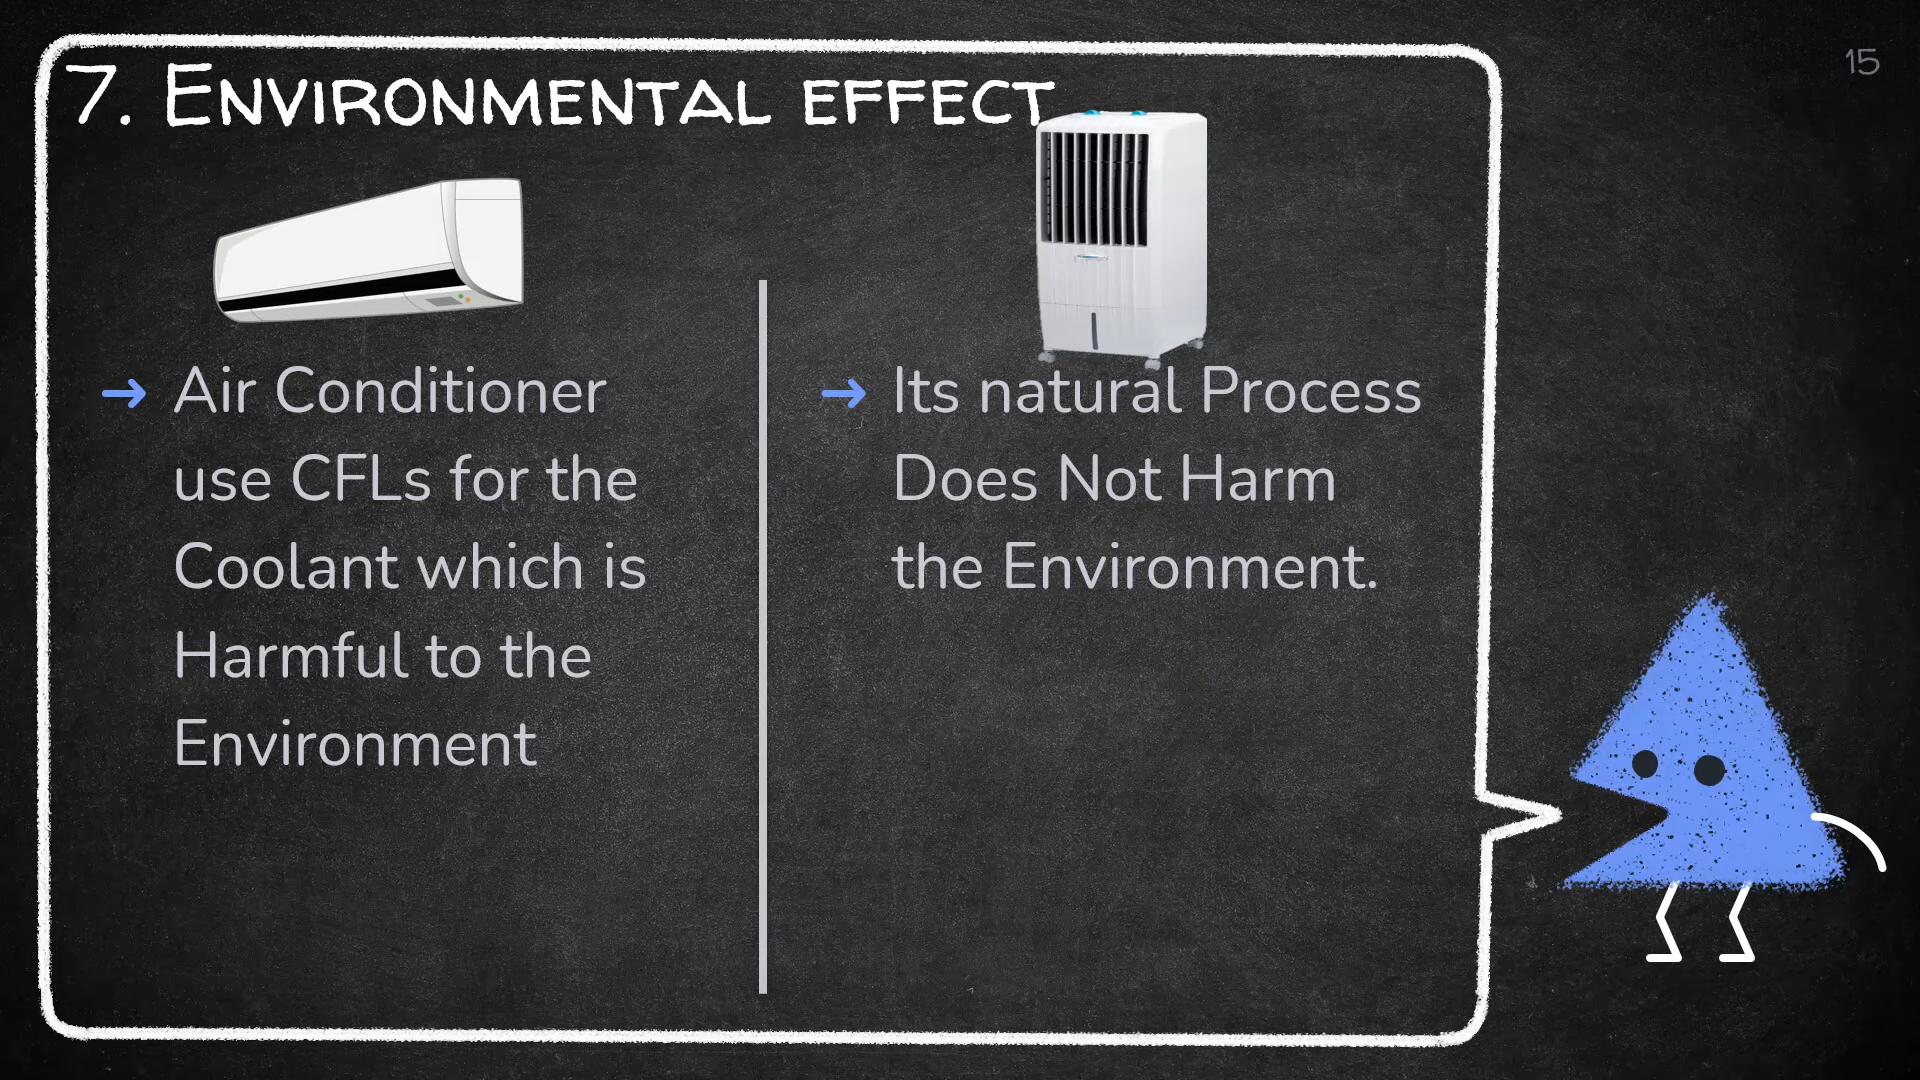 15
7. Environmental effect
Air Conditioner
use CFLs for the
Coolant which is
Harmful to the
Environment
Its natural Process
Does Not Harm
the Environment.